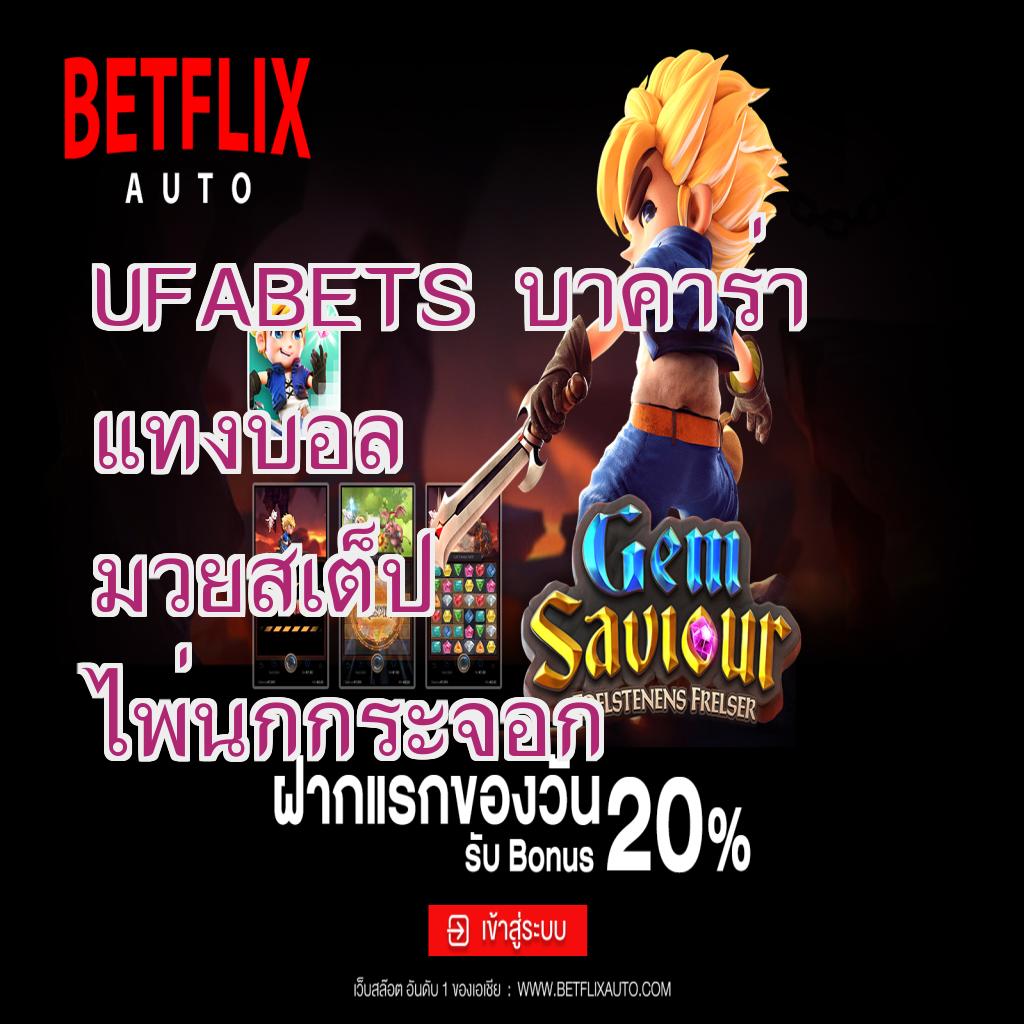 BETFLIX
AUTO
UFABETS บาคาร่า
แทงบอล
มวยสเต็ป
ไพ่นกกระจอก
Gem
Saviour
EDELSTENENS FRELSER
ฝากแรกของวัน 20%
รับ Bonus
เข้าสู่ระบบ
เว็บสล๊อต อันดับ 1 ของเอเชีย : WWW.BETFLIXAUTO.COM